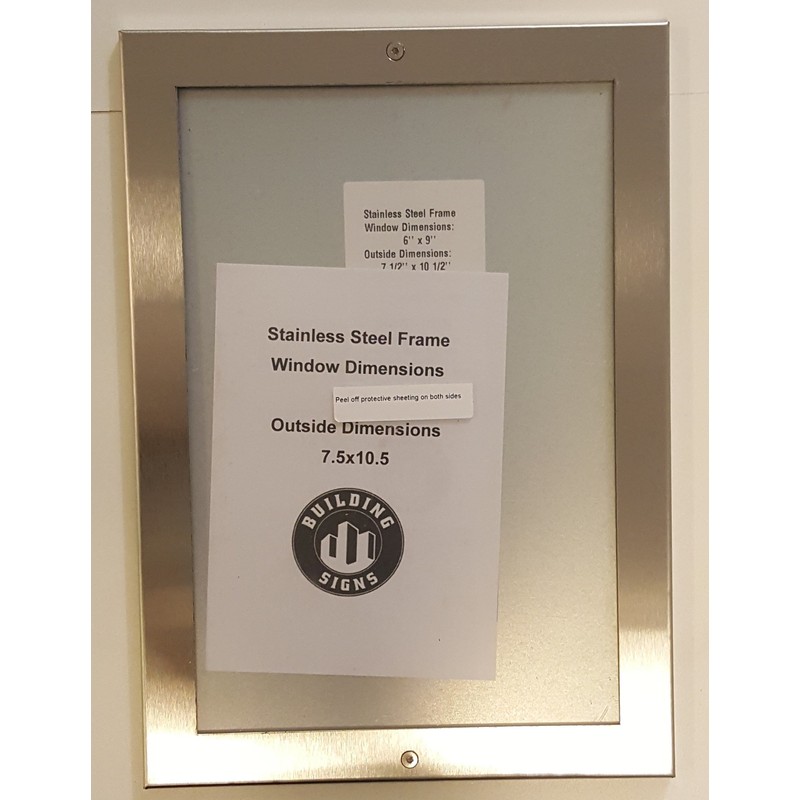 Stainless Steel Frame
Window Dimensions:
6'' x 9''
Outside Dimensions:
7 1/2'' x 10 1/2''
Stainless Steel Frame
Window Dimensions
Peel off protective sheeting on both sides
Outside Dimensions
7.5x10.5
BUILDING
SIGNS